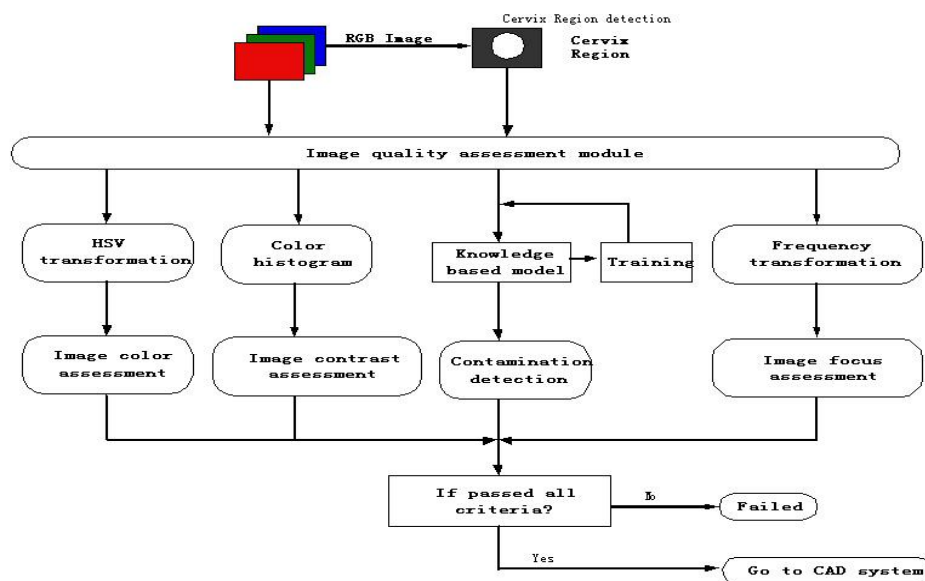 Cervix Region detection
RGB Image
Cervix
Region
Image quality assessment module
HSV
transformation
Color
histogram
Knowledge
based model
Training
Frequency
transformation
Image color
assessment
Image contrast
assessment
Contamination
detection
Image focus
assessment
If passed all
criteria?
No
Failed
Yes
Go to CAD system